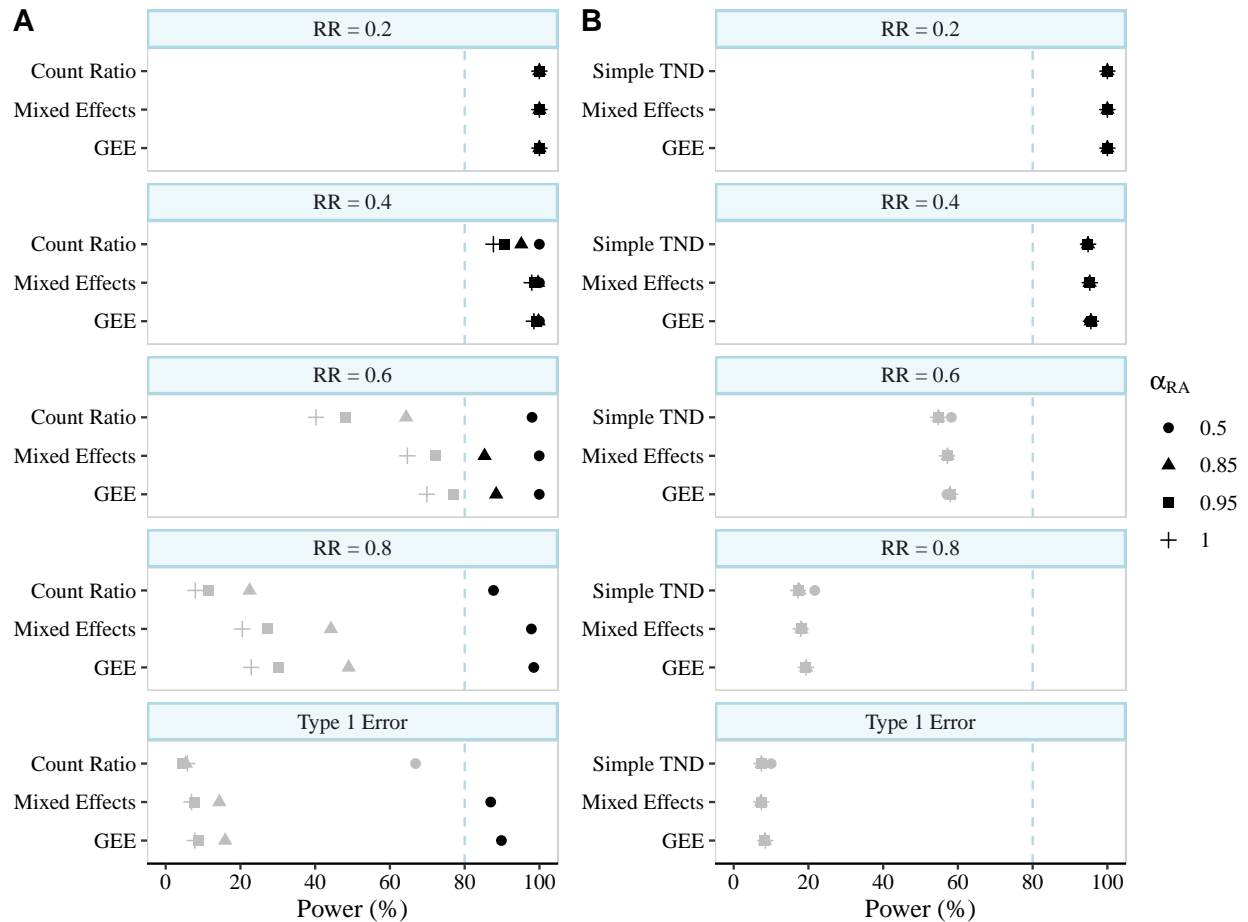 A
RR = 0.2
Count Ratio
Mixed Effects
GEE
RR = 0.4
Count Ratio
Mixed Effects
GEE
RR = 0.6
Count Ratio
Mixed Effects
GEE
RR = 0.8
Count Ratio
Mixed Effects
GEE
Type 1 Error
Count Ratio
Mixed Effects
GEE
0 20 40 60 80 100
Power (%)
B
RR = 0.2
Simple TND
Mixed Effects
GEE
RR = 0.4
Simple TND
Mixed Effects
GEE
RR = 0.6
Simple TND
Mixed Effects
GEE
RR = 0.8
Simple TND
Mixed Effects
GEE
Type 1 Error
Simple TND
Mixed Effects
GEE
0 20 40 60 80 100
Power (%)
αRA
0.5
0.85
0.95
1